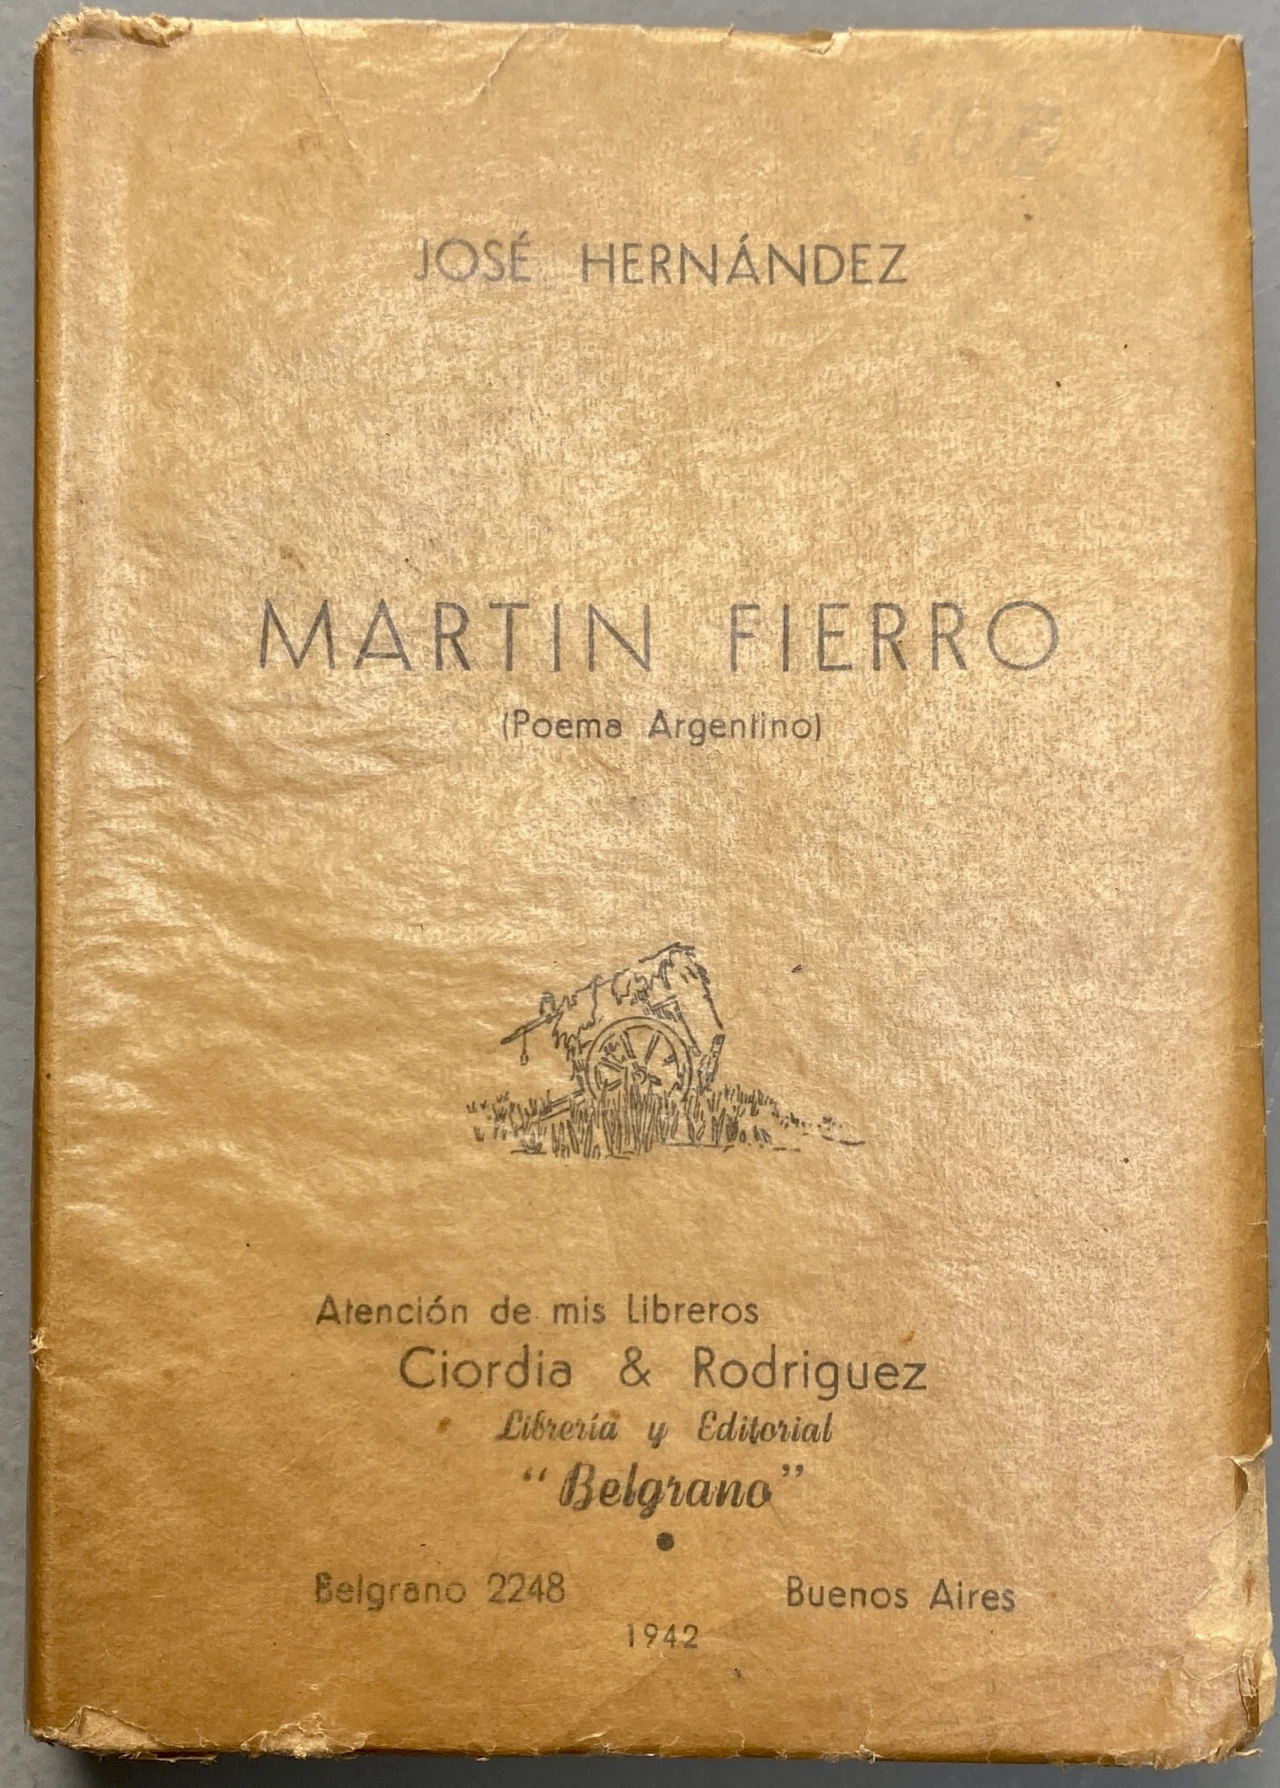 JOSÉ HERNÁNDEZ
MARTIN FIERRO
(Poema Argentino)
Atención de mis Libreros
Ciordia & Rodriguez
Librería y Editorial
"Belgrano"
Belgrano 2248 Buenos Aires
1942